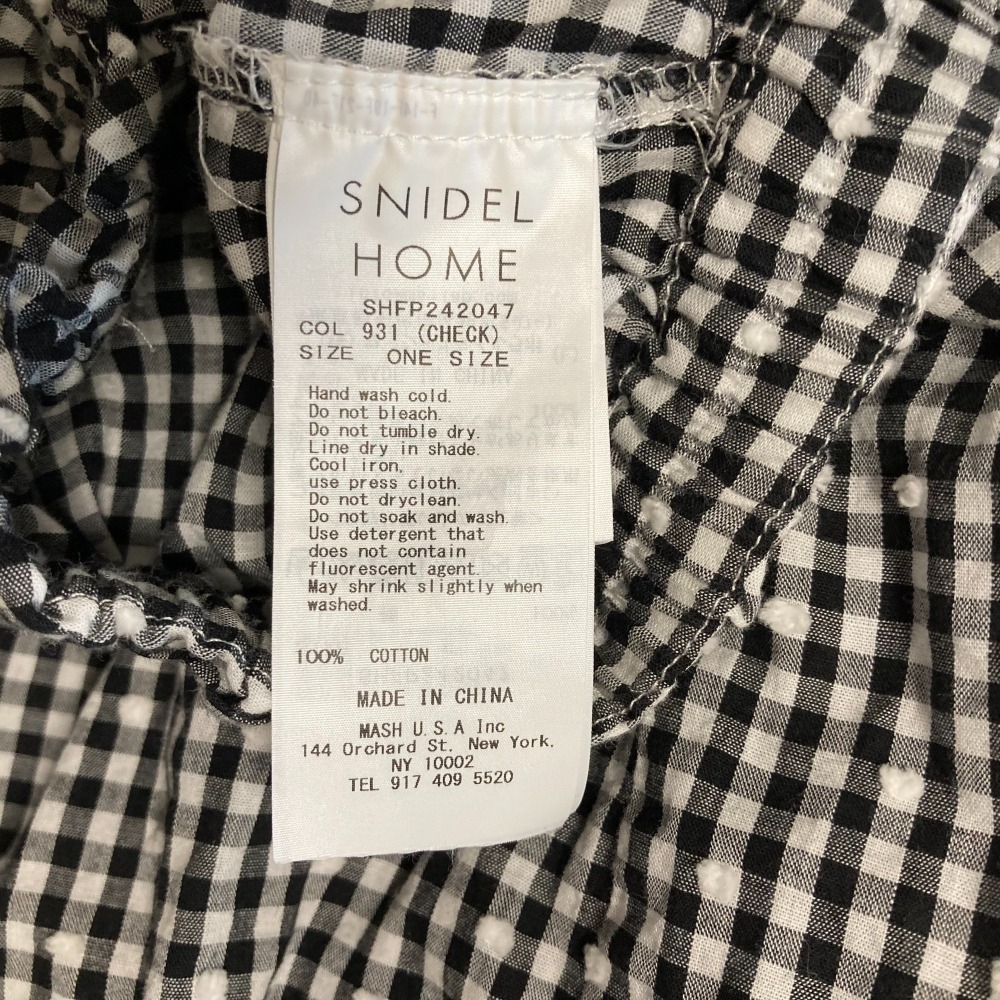 SNIDEL
HOME
SHFP242047
COL 931 (CHECK)
SIZE ONE SIZE
Hand wash cold.
Do not bleach.
Do not tumble dry.
Line dry in shade.
Cool iron,
use press cloth.
Do not dryclean.
Do not soak and wash.
Use detergent that
does not contain
fluorescent agent.
May shrink slightly when
washed.
100% COTTON
MADE IN CHINA
MASH U.S.A Inc
144 Orchard St. New York.
NY 10002
TEL 917 409 5520